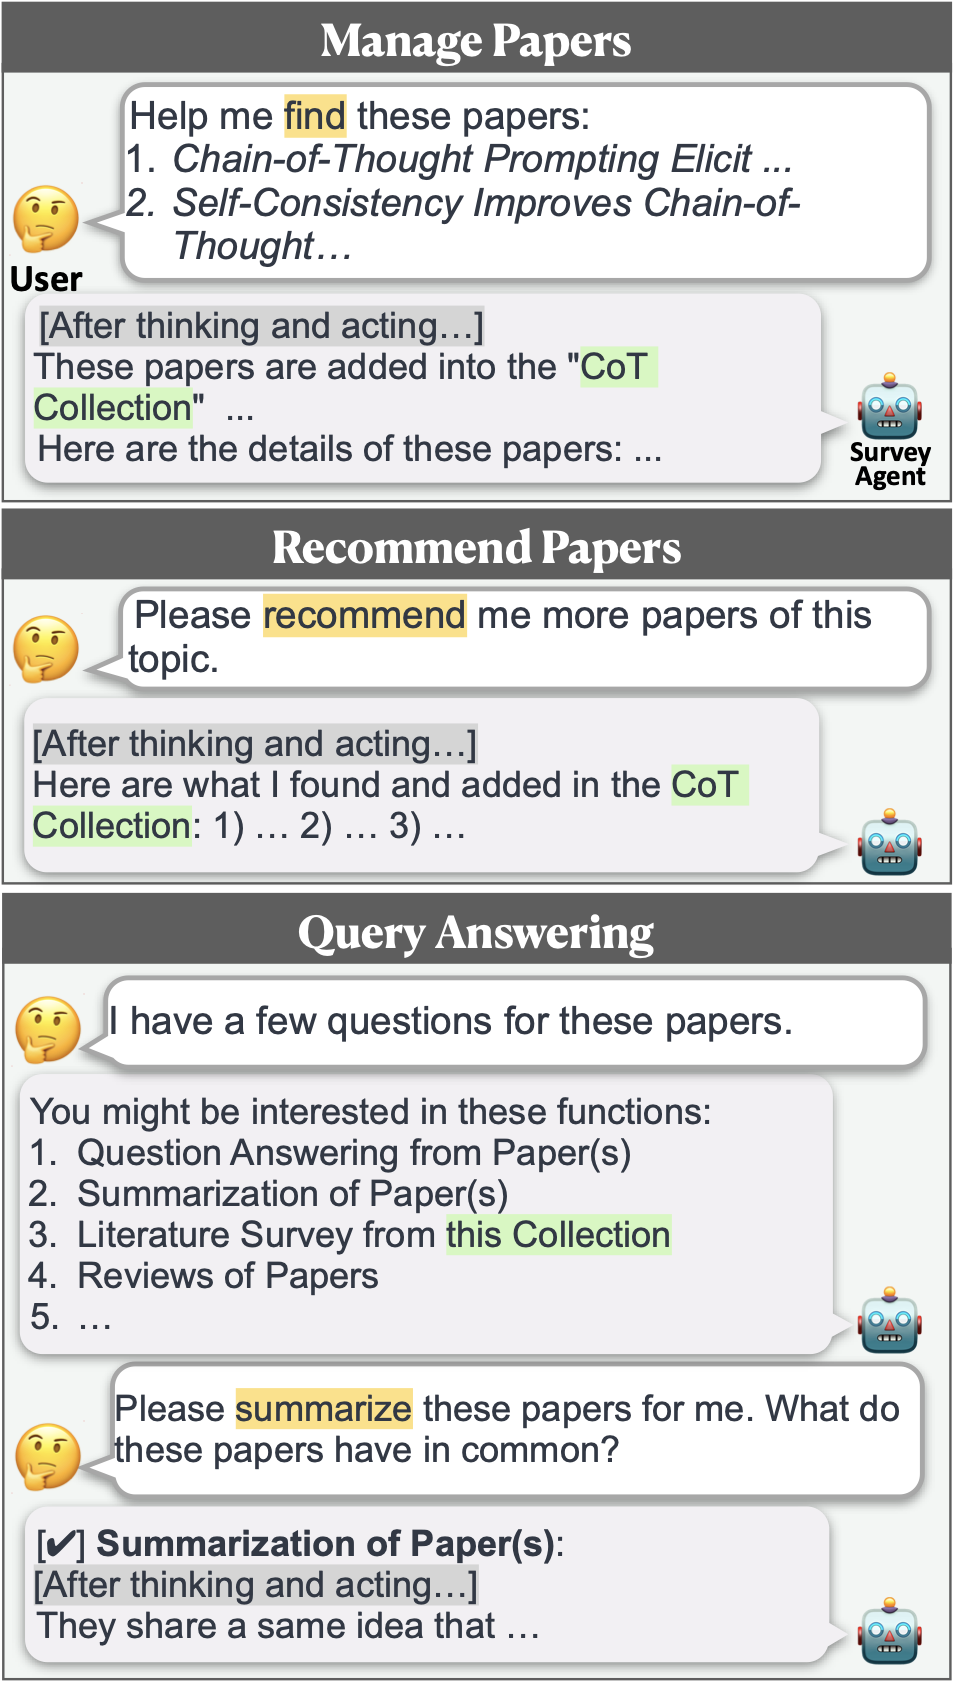 Manage Papers
Help me find these papers:
1. Chain-of-Thought Prompting Elicit ...
2. Self-Consistency Improves Chain-of-
Thought...
User
[After thinking and acting...]
These papers are added into the "CoT
Collection" ...
Here are the details of these papers: ...
Survey
Agent
Recommend Papers
Please recommend me more papers of this
topic.
[After thinking and acting...]
Here are what I found and added in the CoT
Collection: 1) ... 2) ... 3) ...
Query Answering
I have a few questions for these papers.
You might be interested in these functions:
1. Question Answering from Paper(s)
2. Summarization of Paper(s)
3. Literature Survey from this Collection
4. Reviews of Papers
5. ...
Please summarize these papers for me. What do
these papers have in common?
[✔] Summarization of Paper(s):
[After thinking and acting...]
They share a same idea that ...